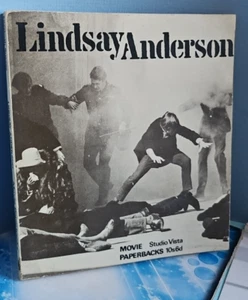 Lindsay Anderson
MOVIE Studio Vista
PAPERBACKS 10s6d